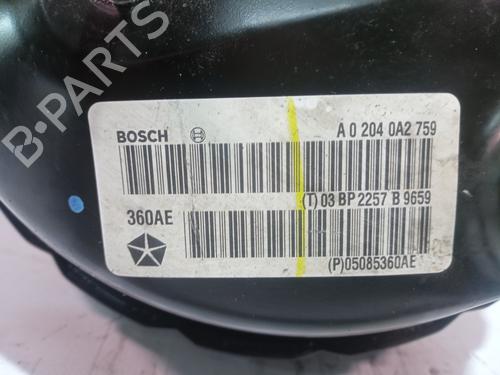 B-PARTS
BOSCH A 0 204 0A2 759
(T) 03 BP 2257 B 9659
360AE
(P)05085360AE